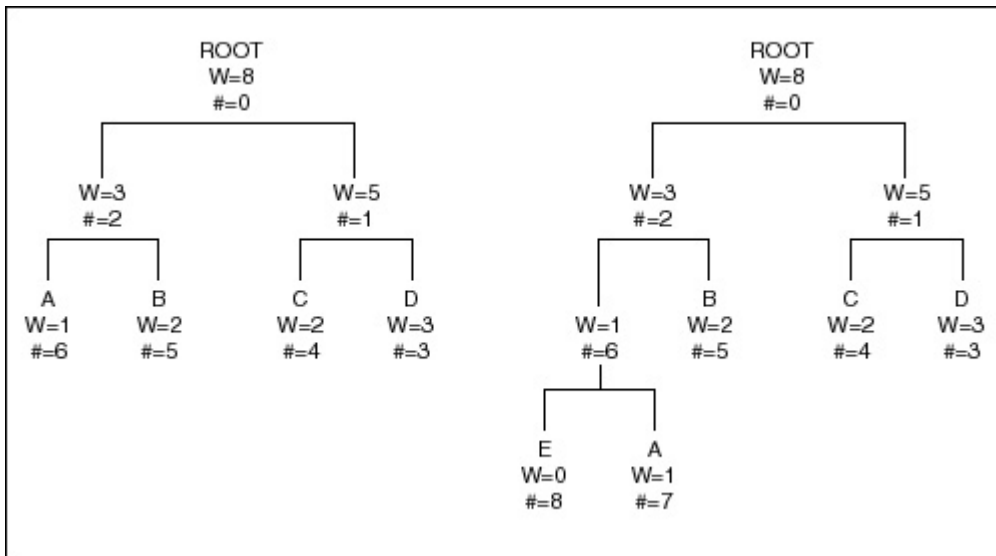 ROOT
W=8
#=0
W=3
#=2
W=5
#=1
A
W=1
#=6
B
W=2
#=5
C
W=2
#=4
D
W=3
#=3
ROOT
W=8
#=0
W=3
#=2
W=5
#=1
W=1
#=6
B
W=2
#=5
C
W=2
#=4
D
W=3
#=3
E
W=0
#=8
A
W=1
#=7